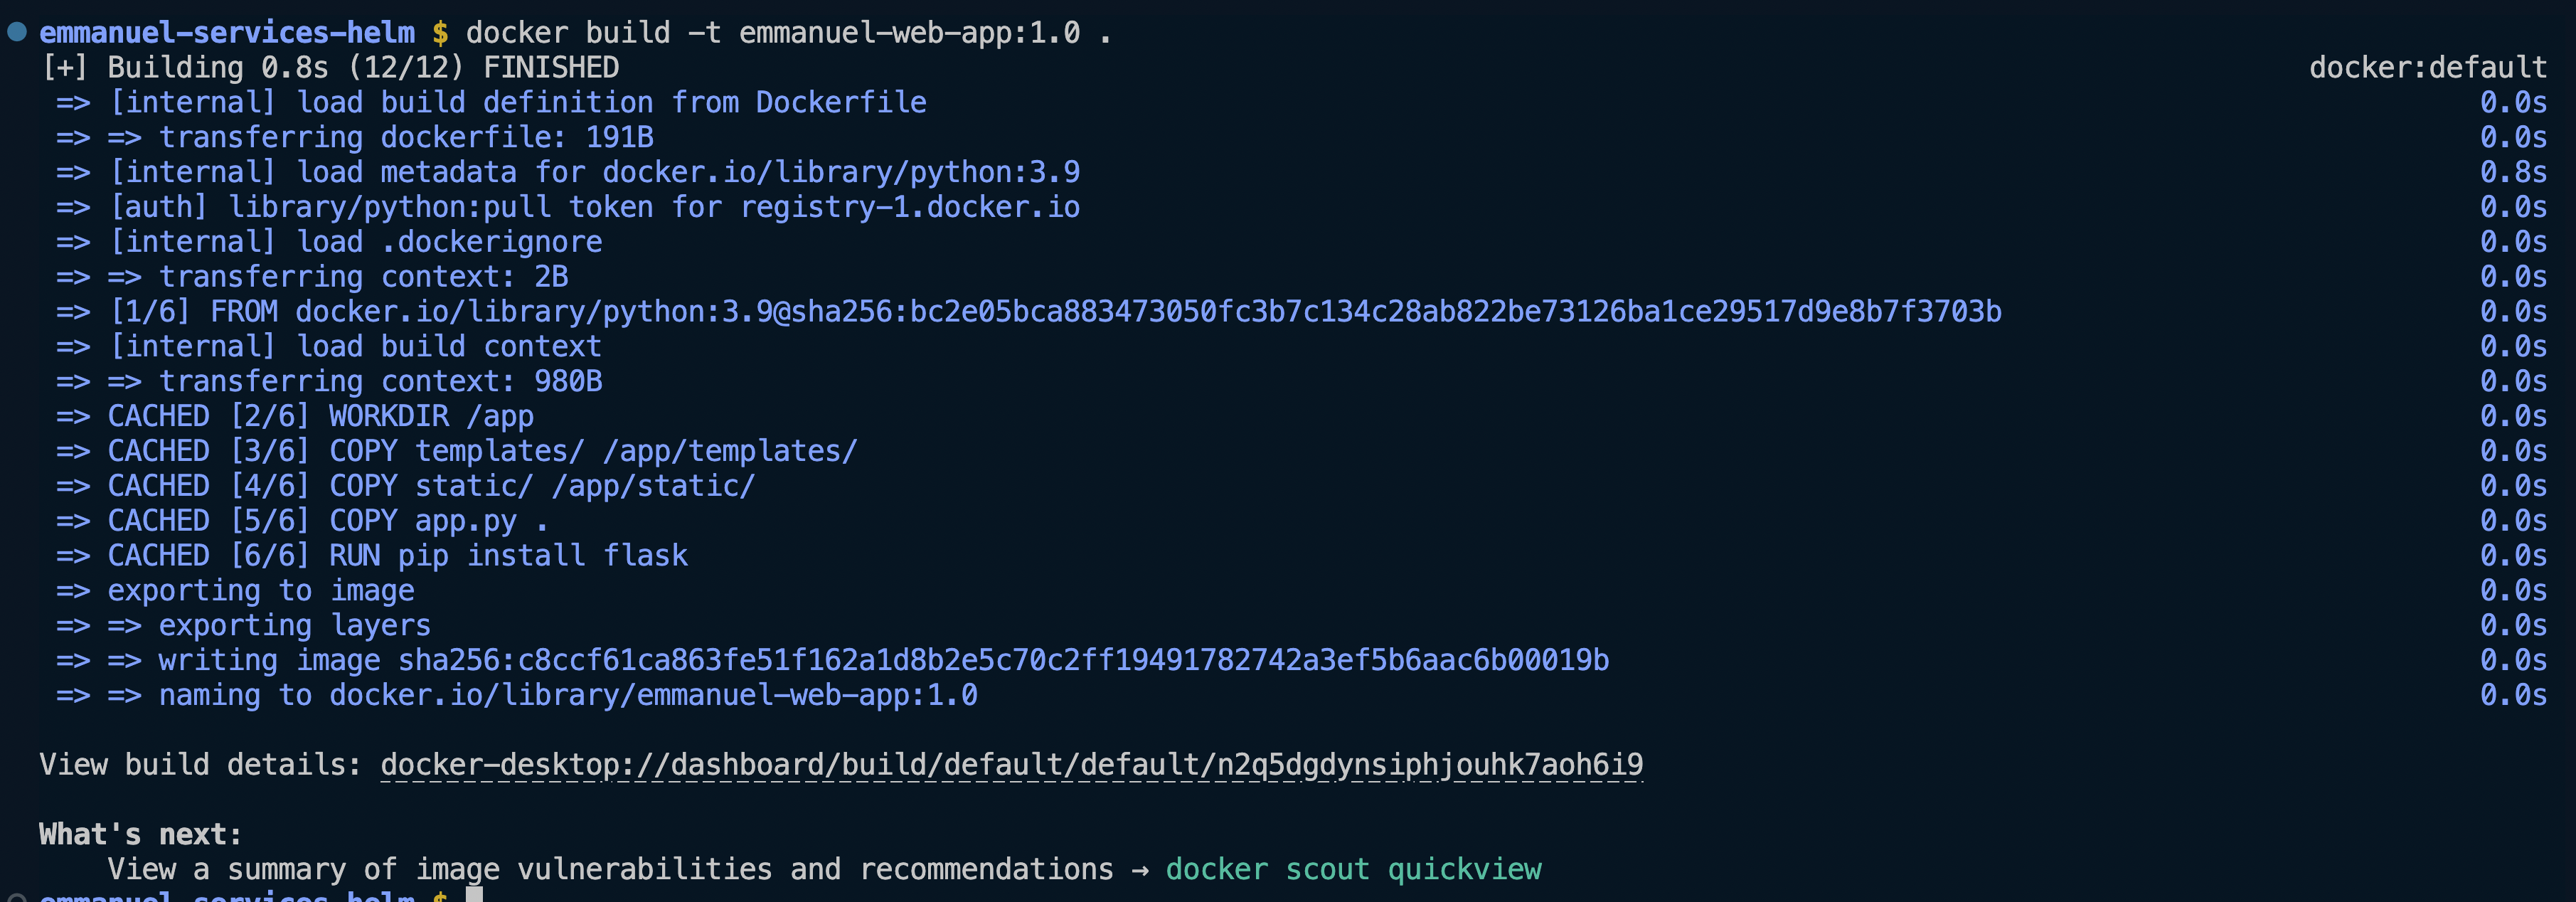 emmanuel-services-helm $ docker build -t emmanuel-web-app:1.0 .
[+] Building 0.8s (12/12) FINISHED docker:default
=> [internal] load build definition from Dockerfile 0.0s
=> => transferring dockerfile: 191B 0.0s
=> [internal] load metadata for docker.io/library/python:3.9 0.8s
=> [auth] library/python:pull token for registry-1.docker.io 0.0s
=> [internal] load .dockerignore 0.0s
=> => transferring context: 2B 0.0s
=> [1/6] FROM docker.io/library/python:3.9@sha256:bc2e05bca883473050fc3b7c134c28ab822be73126ba1ce29517d9e8b7f3703b 0.0s
=> [internal] load build context 0.0s
=> => transferring context: 980B 0.0s
=> CACHED [2/6] WORKDIR /app 0.0s
=> CACHED [3/6] COPY templates/ /app/templates/ 0.0s
=> CACHED [4/6] COPY static/ /app/static/ 0.0s
=> CACHED [5/6] COPY app.py . 0.0s
=> CACHED [6/6] RUN pip install flask 0.0s
=> exporting to image 0.0s
=> => exporting layers 0.0s
=> => writing image sha256:c8ccf61ca863fe51f162a1d8b2e5c70c2ff19491782742a3ef5b6aac6b00019b 0.0s
=> => naming to docker.io/library/emmanuel-web-app:1.0 0.0s
View build details: docker-desktop://dashboard/build/default/default/n2q5dgdynsiphjouhk7aoh6i9
What's next:
View a summary of image vulnerabilities and recommendations → docker scout quickview
emmanuel-services-helm $